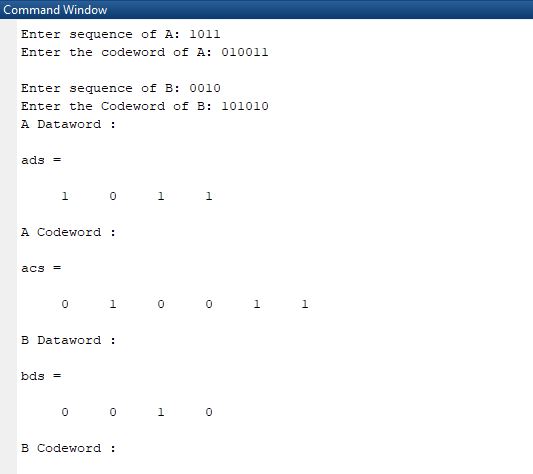 Command Window
Enter sequence of A: 1011
Enter the codeword of A: 010011
Enter sequence of B: 0010
Enter the Codeword of B: 101010
A Dataword :
ads =
1 0 1 1
A Codeword :
acs =
0 1 0 0 1 1
B Dataword :
bds =
0 0 1 0
B Codeword :